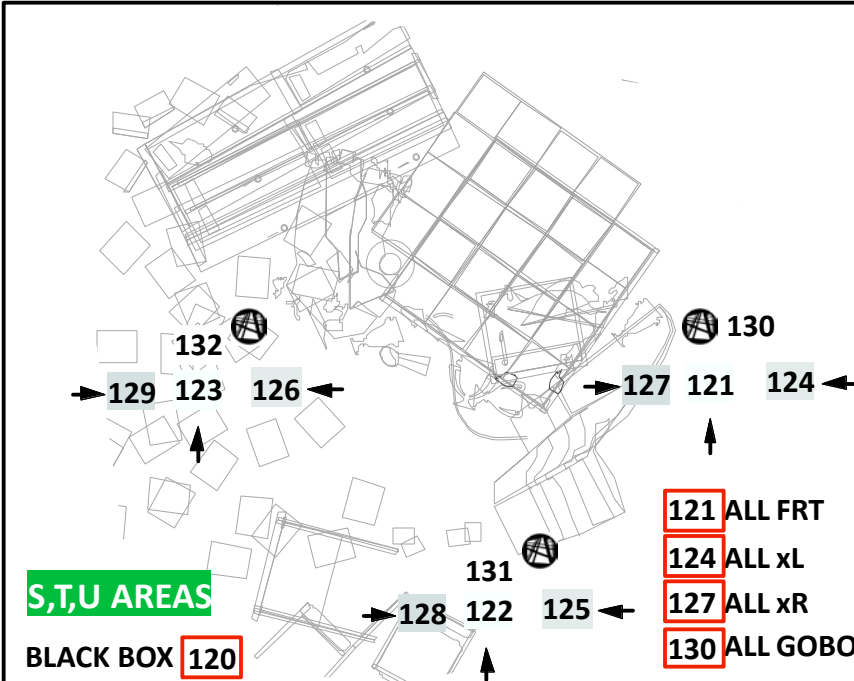 130
132
129 123 126
127 121 124
121 ALL FRT
124 ALL xL
131
S,T,U AREAS
128 122 125
127 ALL xR
130 ALL GOBO
BLACK BOX 120